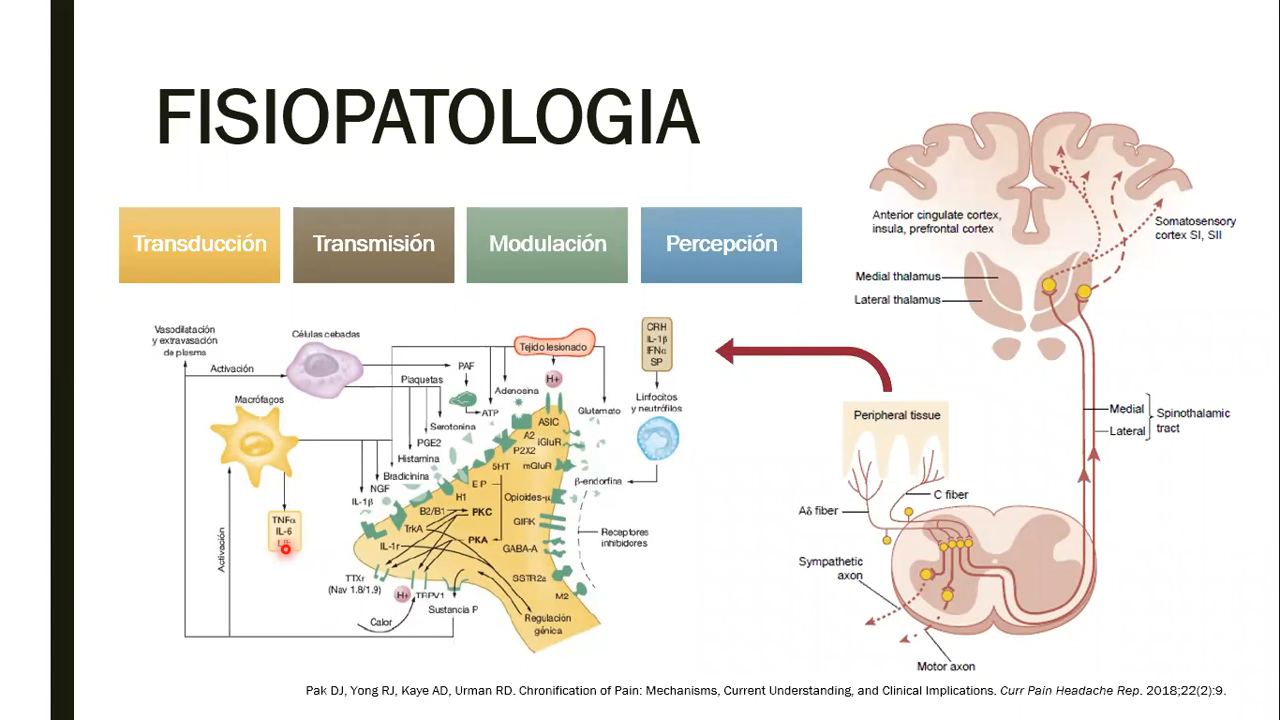 FISIOPATOLOGIA
Transducción
Transmisión
Modulación
Percepción
Vasodilatación
y extravasación
de plasma
Activación
Células cebadas
Macrófagos
Plaquetas
PAF
ATP
Adenosina
Tejido lesionado
H+
Glutamato
CRH
IL-1β
IFNα
SP
Linfocitos
y neutrófilos
Serotonina
PGE2
Histamina
Bradicinina
NGF
IL-1β
TNFα
IL-6
Activación
ASIC
A2
iGluR
P2X2
5HT
mGluR
EP
H1
B2/B1
PKC
TrkA
PKA
IL-1r
Opioides-μ
GIRK
GABA-A
SSTR2a
M2
β-endorfina
Receptores
inhibidores
TTXr
(Nav 1.8/1.9)
H+
TRPV1
Calor
Sustancia P
Regulación
génica
Anterior cingulate cortex,
insula, prefrontal cortex
Somatosensory
cortex SI, SII
Medial thalamus
Lateral thalamus
Medial
Lateral
Spinothalamic
tract
Peripheral tissue
C fiber
Aδ fiber
Sympathetic
axon
Motor axon
Pak DJ, Yong RJ, Kaye AD, Urman RD. Chronification of Pain: Mechanisms, Current Understanding, and Clinical Implications. Curr Pain Headache Rep. 2018;22(2):9.